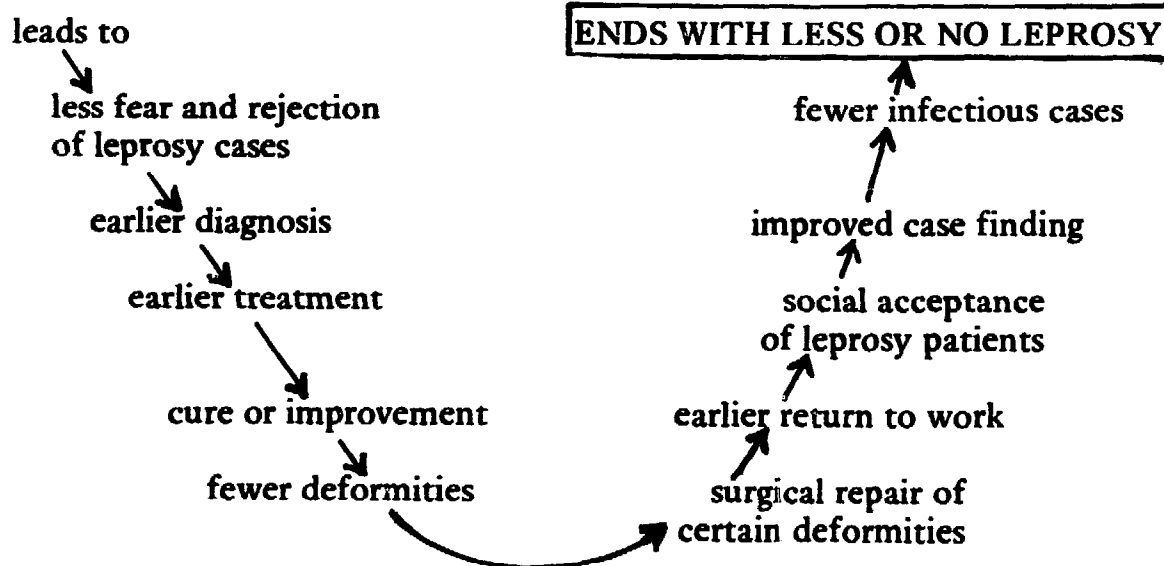 leads to
less fear and rejection
of leprosy cases
earlier diagnosis
earlier treatment
cure or improvement
fewer deformities
surgical repair of
certain deformities
earlier return to work
social acceptance
of leprosy patients
improved case finding
fewer infectious cases
ENDS WITH LESS OR NO LEPROSY